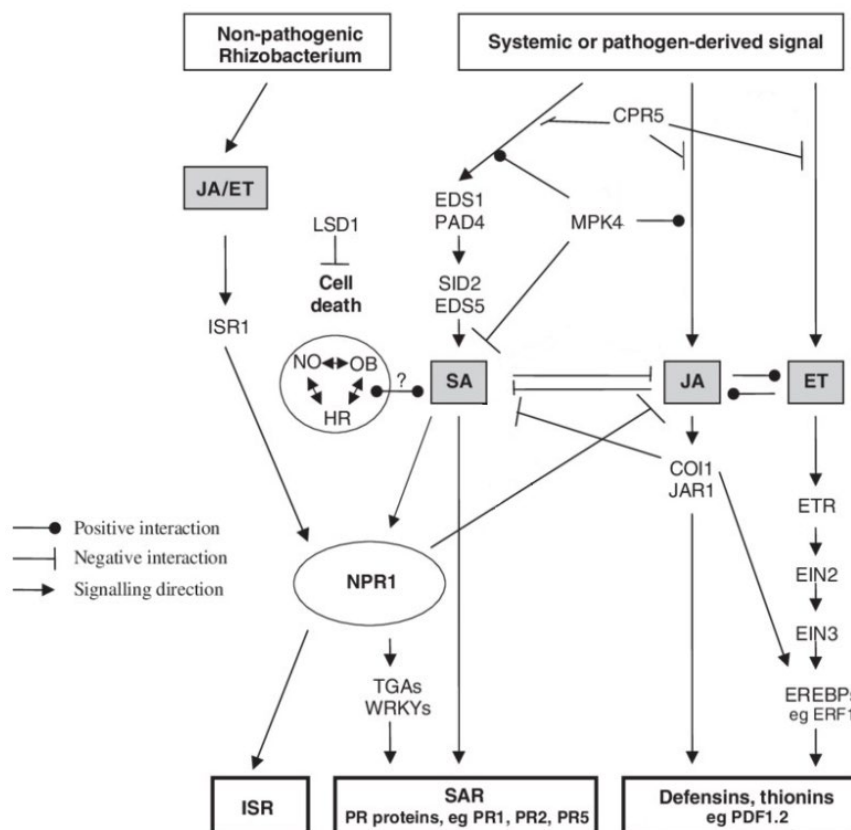 Non-pathogenic
Rhizobacterium
Systemic or pathogen-derived signal
CPR5
JA/ET
EDS1
PAD4
MPK4
LSD1
Cell
death
SID2
EDS5
ISR1
NO
OB
?
HR
SA
JA
ET
COI1
JAR1
ETR
Positive interaction
Negative interaction
Signalling direction
NPR1
EIN2
EIN3
TGAs
WRKYs
EREBPs
eg ERF1
ISR
SAR
PR proteins, eg PR1, PR2, PR5
Defensins, thionins
eg PDF1.2